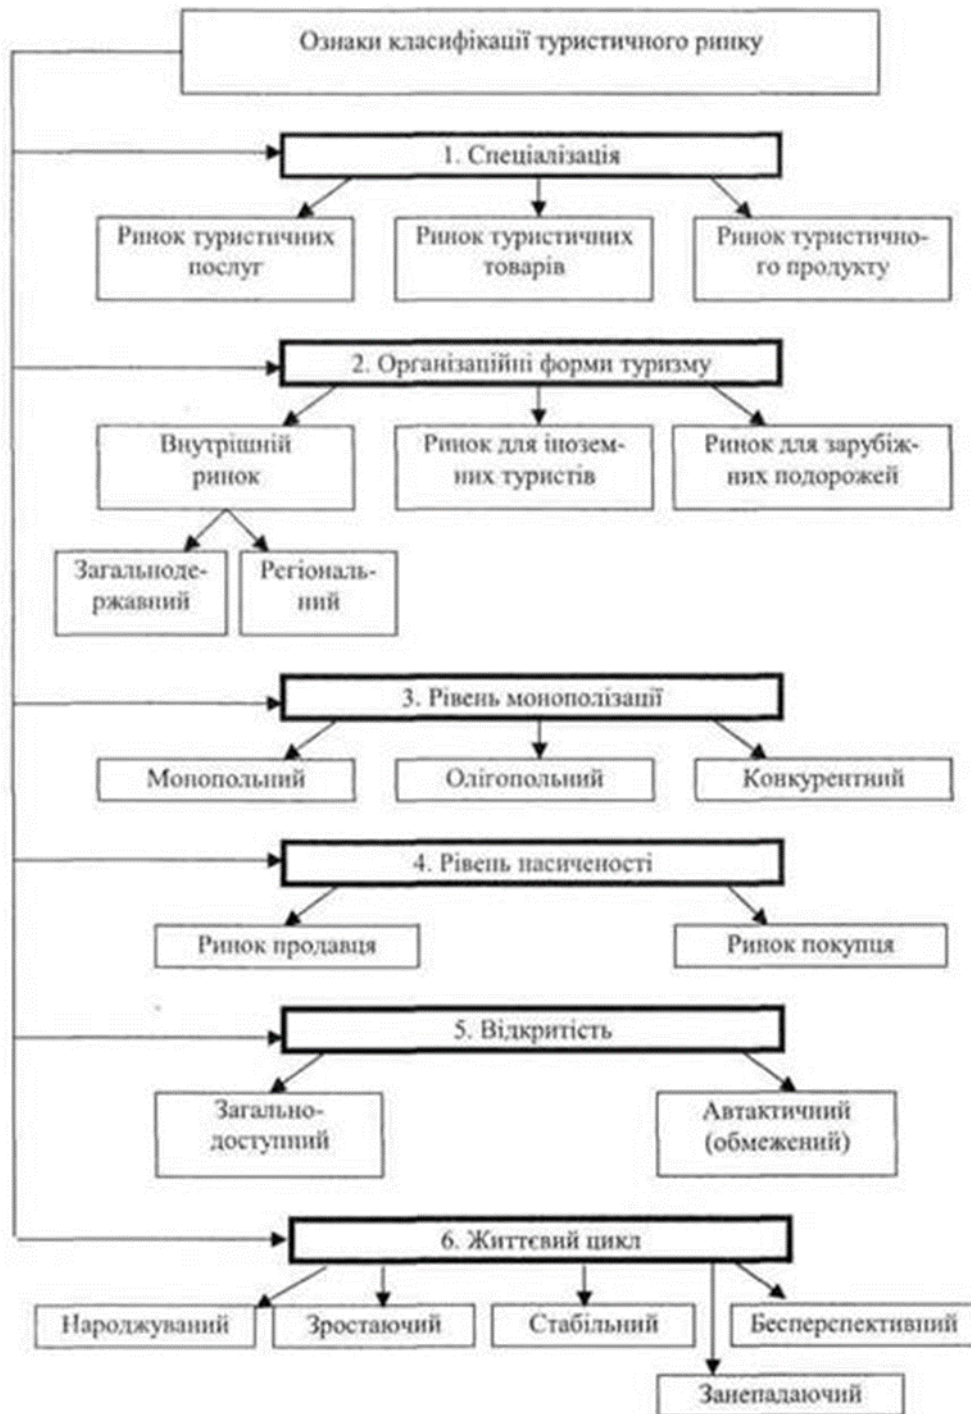 Ознаки класифікації туристичного ринку
1. Спеціалізація
Ринок туристичних
послуг
Ринок туристичних
товарів
Ринок туристично-
го продукту
2. Організаційні форми туризму
Внутрішній
ринок
Ринок для інозем-
них туристів
Ринок для зарубіж-
них подорожей
Загальноде-
ржавний
Регіональ-
ний
3. Рівень монополізації
Монопольний
Олігопольний
Конкурентний
4. Рівень насиченості
Ринок продавця
Ринок покупця
5. Відкритість
Загально-
доступний
Автактичний
(обмежений)
6. Життєвий цикл
Народжуваний
Зростаючий
Стабільний
Бесперспективний
Занепадаючий